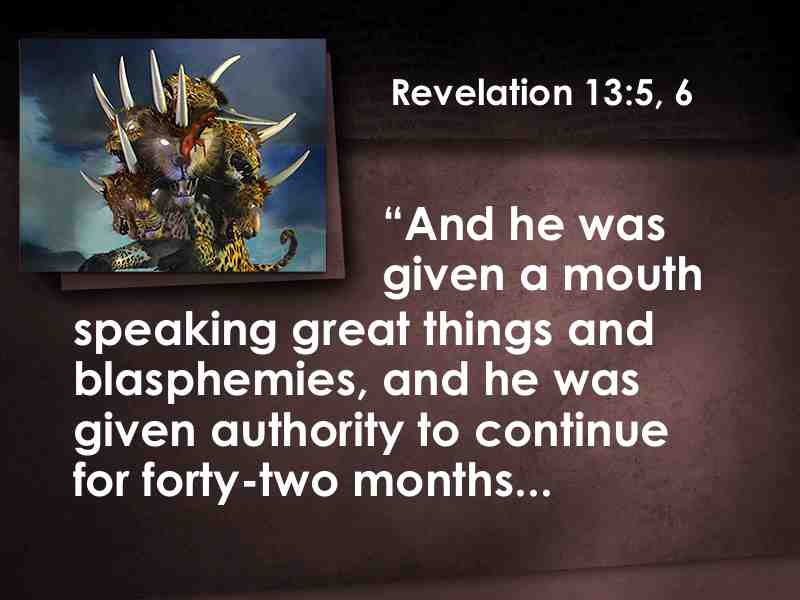 Revelation 13:5, 6
“And he was
given a mouth
speaking great things and
blasphemies, and he was
given authority to continue
for forty-two months...